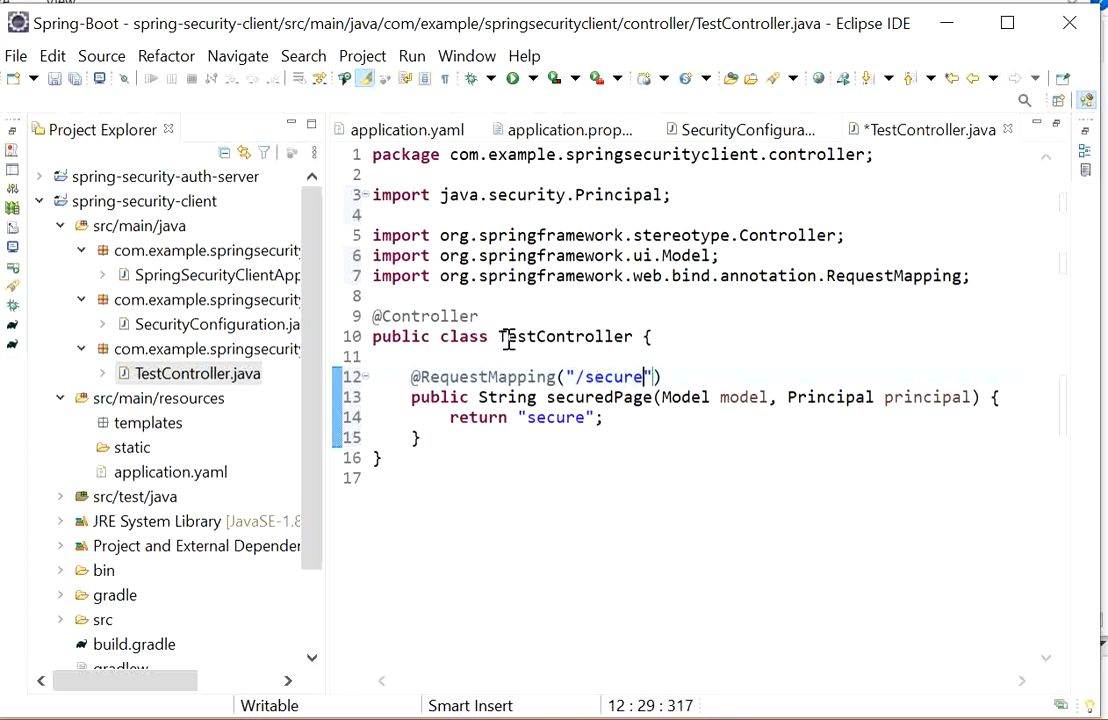 Spring-Boot - spring-security-client/src/main/java/com/example/springsecurityclient/controller/TestController.java - Eclipse IDE
File Edit Source Refactor Navigate Search Project Run Window Help
Project Explorer
application.yaml application.prop... SecurityConfigura... *TestController.java
spring-security-auth-server
spring-security-client
src/main/java
com.example.springsecurity
SpringSecurityClientApp
com.example.springsecurity
SecurityConfiguration.ja
com.example.springsecurity
TestController.java
src/main/resources
templates
static
application.yaml
src/test/java
JRE System Library [JavaSE-1.8
Project and External Depender
bin
gradle
src
build.gradle
gradlew
1 package com.example.springsecurityclient.controller;
2
3 import java.security.Principal;
4
5 import org.springframework.stereotype.Controller;
6 import org.springframework.ui.Model;
7 import org.springframework.web.bind.annotation.RequestMapping;
8
9 @Controller
10 public class TestController {
11
12 @RequestMapping("/secure")
13 public String securedPage(Model model, Principal principal) {
14 return "secure";
15 }
16 }
17
Writable Smart Insert 12 : 29 : 317